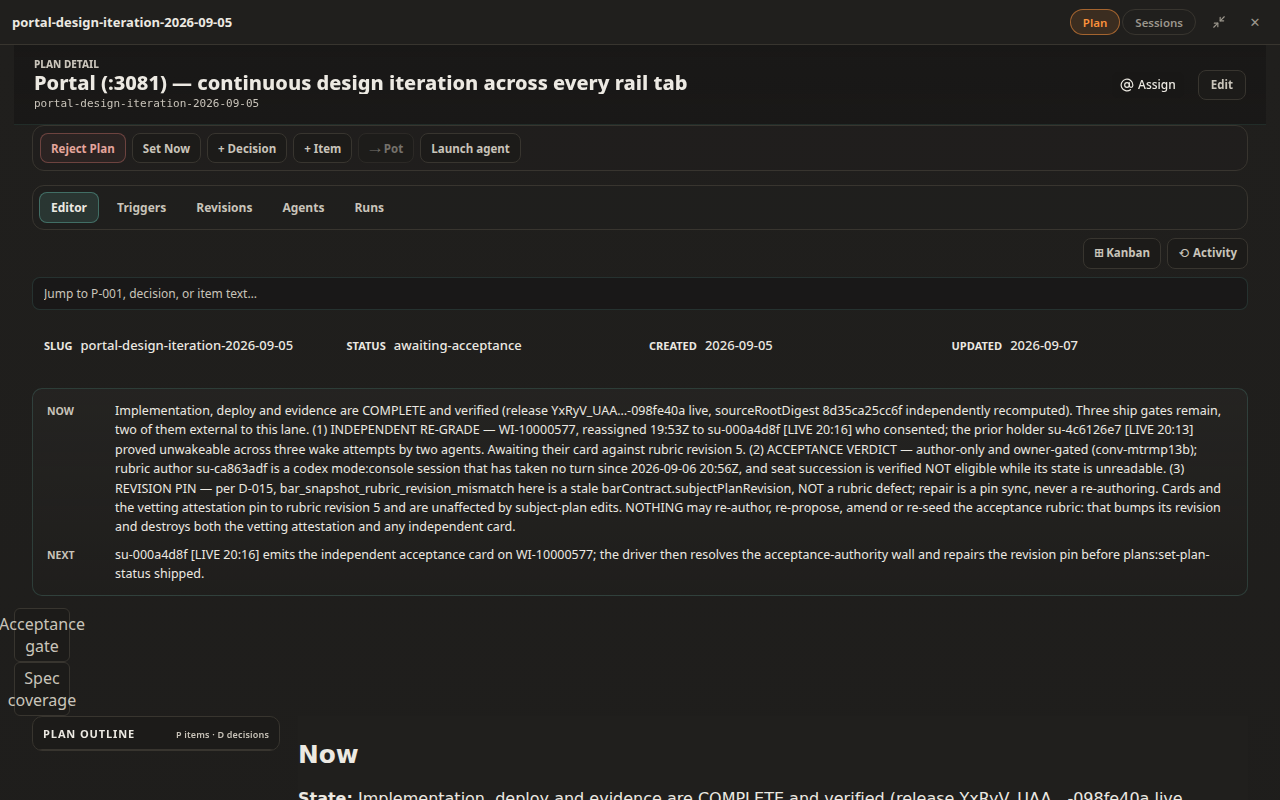 portal-design-iteration-2026-09-05
Plan
Sessions
PLAN DETAIL
Portal (:3081) — continuous design iteration across every rail tab
portal-design-iteration-2026-09-05
@ Assign
Edit
Reject Plan
Set Now
+ Decision
+ Item
→ Pot
Launch agent
Editor
Triggers
Revisions
Agents
Runs
⊞ Kanban
⟲ Activity
Jump to P-001, decision, or item text...
SLUG portal-design-iteration-2026-09-05
STATUS awaiting-acceptance
CREATED 2026-09-05
UPDATED 2026-09-07
NOW
Implementation, deploy and evidence are COMPLETE and verified (release YxRyV_UAA…-098fe40a live, sourceRootDigest 8d35ca25cc6f independently recomputed). Three ship gates remain,
two of them external to this lane. (1) INDEPENDENT RE-GRADE — WI-10000577, reassigned 19:53Z to su-000a4d8f [LIVE 20:16] who consented; the prior holder su-4c6126e7 [LIVE 20:13]
proved unwakeable across three wake attempts by two agents. Awaiting their card against rubric revision 5. (2) ACCEPTANCE VERDICT — author-only and owner-gated (conv-mtrmp13b);
rubric author su-ca863adf is a codex mode:console session that has taken no turn since 2026-09-06 20:56Z, and seat succession is verified NOT eligible while its state is unreadable. (3)
REVISION PIN — per D-015, bar_snapshot_rubric_revision_mismatch here is a stale barContract.subjectPlanRevision, NOT a rubric defect; repair is a pin sync, never a re-authoring. Cards and
the vetting attestation pin to rubric revision 5 and are unaffected by subject-plan edits. NOTHING may re-author, re-propose, amend or re-seed the acceptance rubric: that bumps its revision
and destroys both the vetting attestation and any independent card.
NEXT
su-000a4d8f [LIVE 20:16] emits the independent acceptance card on WI-10000577; the driver then resolves the acceptance-authority wall and repairs the revision pin before plans:set-plan-
status shipped.
Acceptance
gate
Spec
coverage
PLAN OUTLINE
P items · D decisions
Now
State: Implementation, deploy and evidence are COMPLETE and verified (release YxRyV_UAA…-098fe40a live,